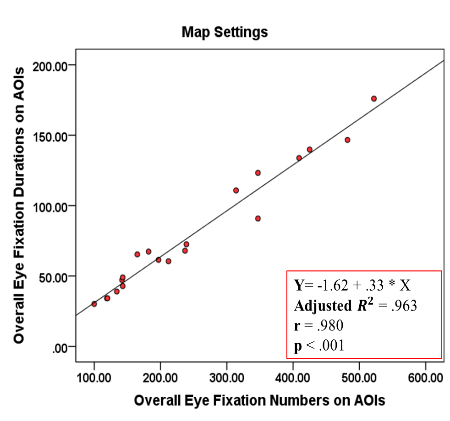 Map Settings
Overall Eye Fixation Durations on AOIs
200.00
150.00
100.00
50.00
.00
Y= -1.62 + .33 * X
Adjusted R² = .963
r = .980
p < .001
100.00 200.00 300.00 400.00 500.00 600.00
Overall Eye Fixation Numbers on AOIs